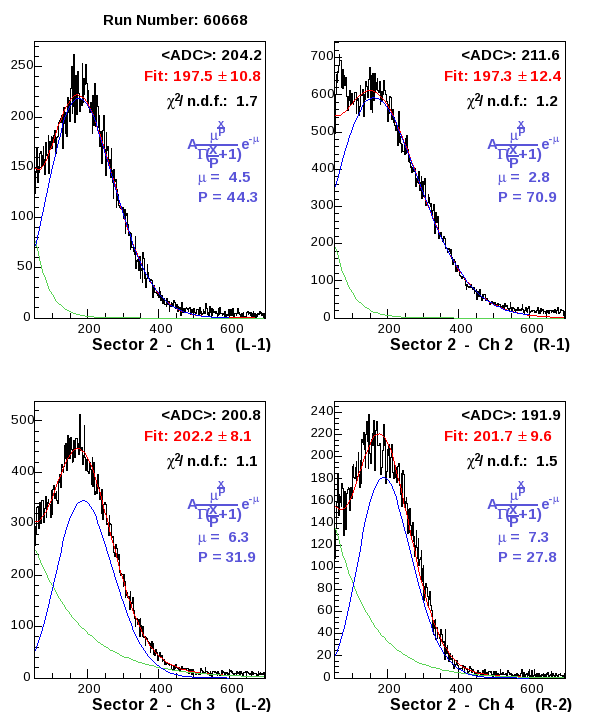 Run Number: 60668
<ADC>: 204.2
Fit: 197.5 ±10.8
χ²/ n.d.f.: 1.7
A μ^(x/P) / Γ(x/P+1) e^-μ
μ = 4.5
P = 44.3
250
200
150
100
50
0
200 400 600
Sector 2 - Ch 1 (L-1)
<ADC>: 211.6
Fit: 197.3 ±12.4
χ²/ n.d.f.: 1.2
A μ^(x/P) / Γ(x/P+1) e^-μ
μ = 2.8
P = 70.9
700
600
500
400
300
200
100
0
200 400 600
Sector 2 - Ch 2 (R-1)
<ADC>: 200.8
Fit: 202.2 ±8.1
χ²/ n.d.f.: 1.1
A μ^(x/P) / Γ(x/P+1) e^-μ
μ = 6.3
P = 31.9
500
400
300
200
100
0
200 400 600
Sector 2 - Ch 3 (L-2)
<ADC>: 191.9
Fit: 201.7 ±9.6
χ²/ n.d.f.: 1.5
A μ^(x/P) / Γ(x/P+1) e^-μ
μ = 7.3
P = 27.8
240
220
200
180
160
140
120
100
80
60
40
20
0
200 400 600
Sector 2 - Ch 4 (R-2)